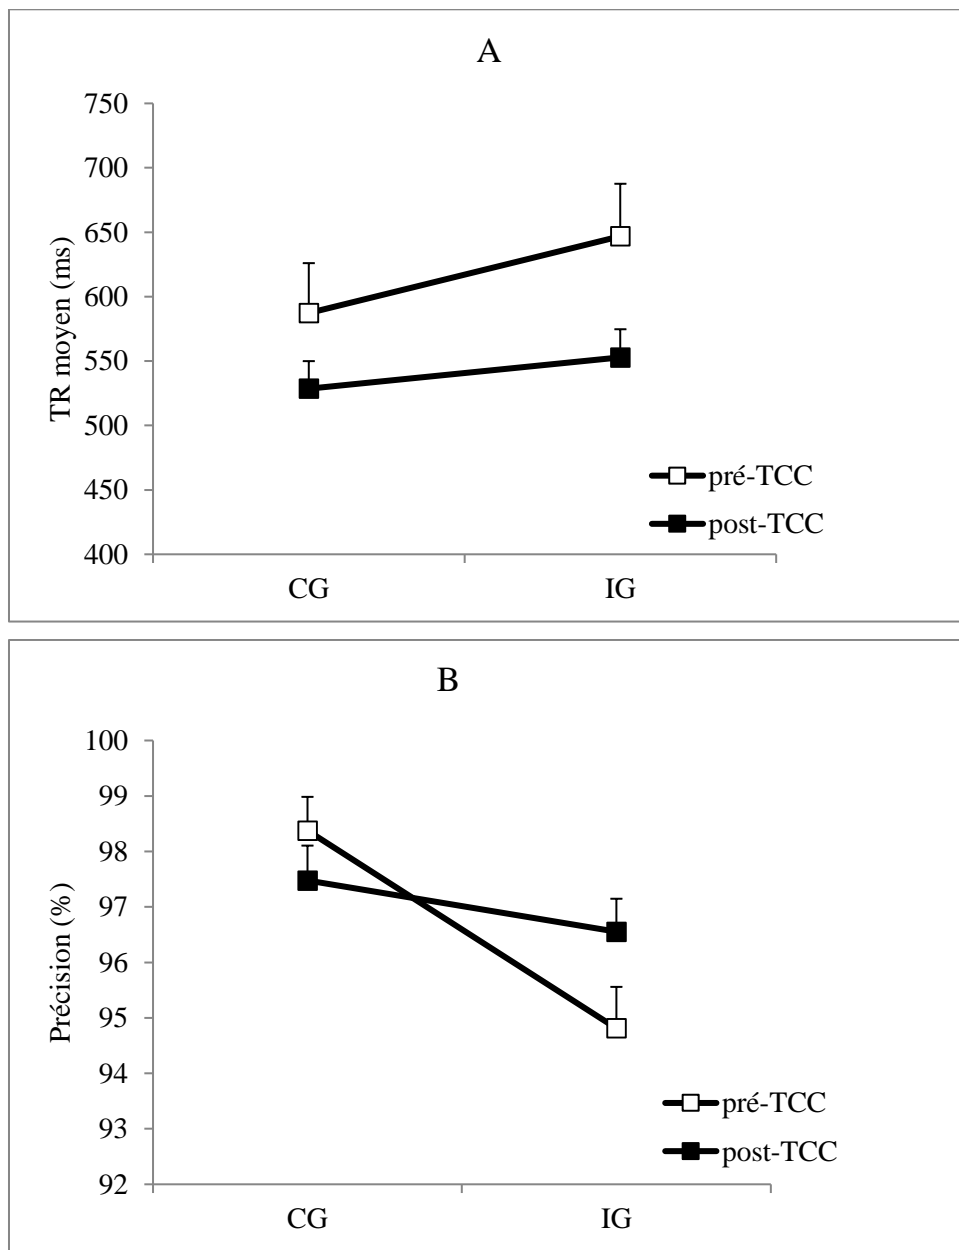 A
750
700
650
600
550
500
450
400
TR moyen (ms)
CG IG
pré-TCC
post-TCC
B
100
99
98
97
96
95
94
93
92
Précision (%)
CG IG
pré-TCC
post-TCC